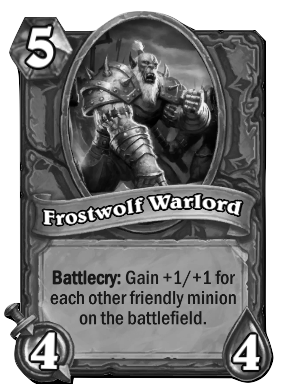 5
Frostwolf Warlord
Battlecry: Gain +1/+1 for
each other friendly minion
on the battlefield.
4 4